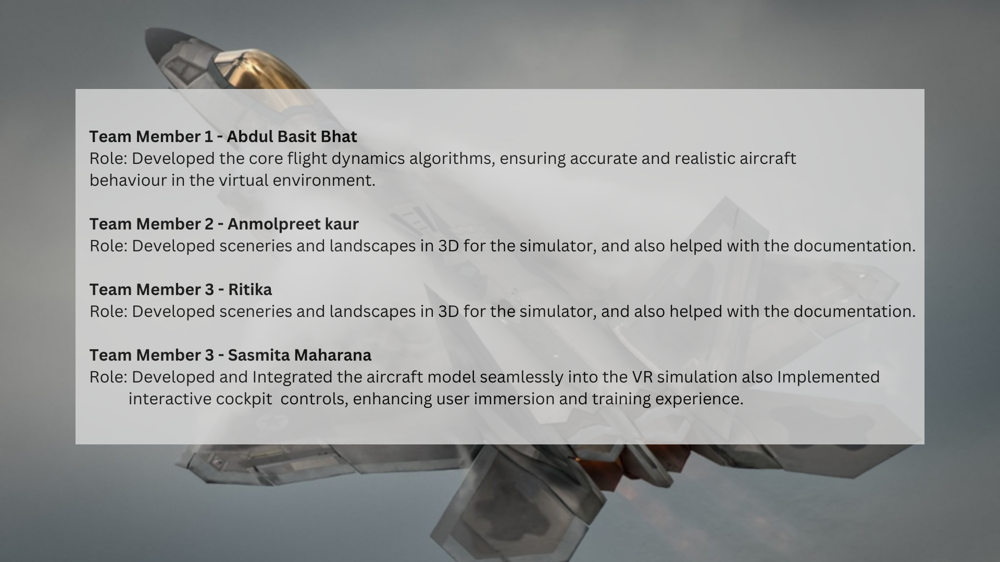 Team Member 1 - Abdul Basit Bhat
Role: Developed the core flight dynamics algorithms, ensuring accurate and realistic aircraft
behaviour in the virtual environment.
Team Member 2 - Anmolpreet kaur
Role: Developed sceneries and landscapes in 3D for the simulator, and also helped with the documentation.
Team Member 3 - Ritika
Role: Developed sceneries and landscapes in 3D for the simulator, and also helped with the documentation.
Team Member 3 - Sasmita Maharana
Role: Developed and Integrated the aircraft model seamlessly into the VR simulation also Implemented
interactive cockpit  controls, enhancing user immersion and training experience.